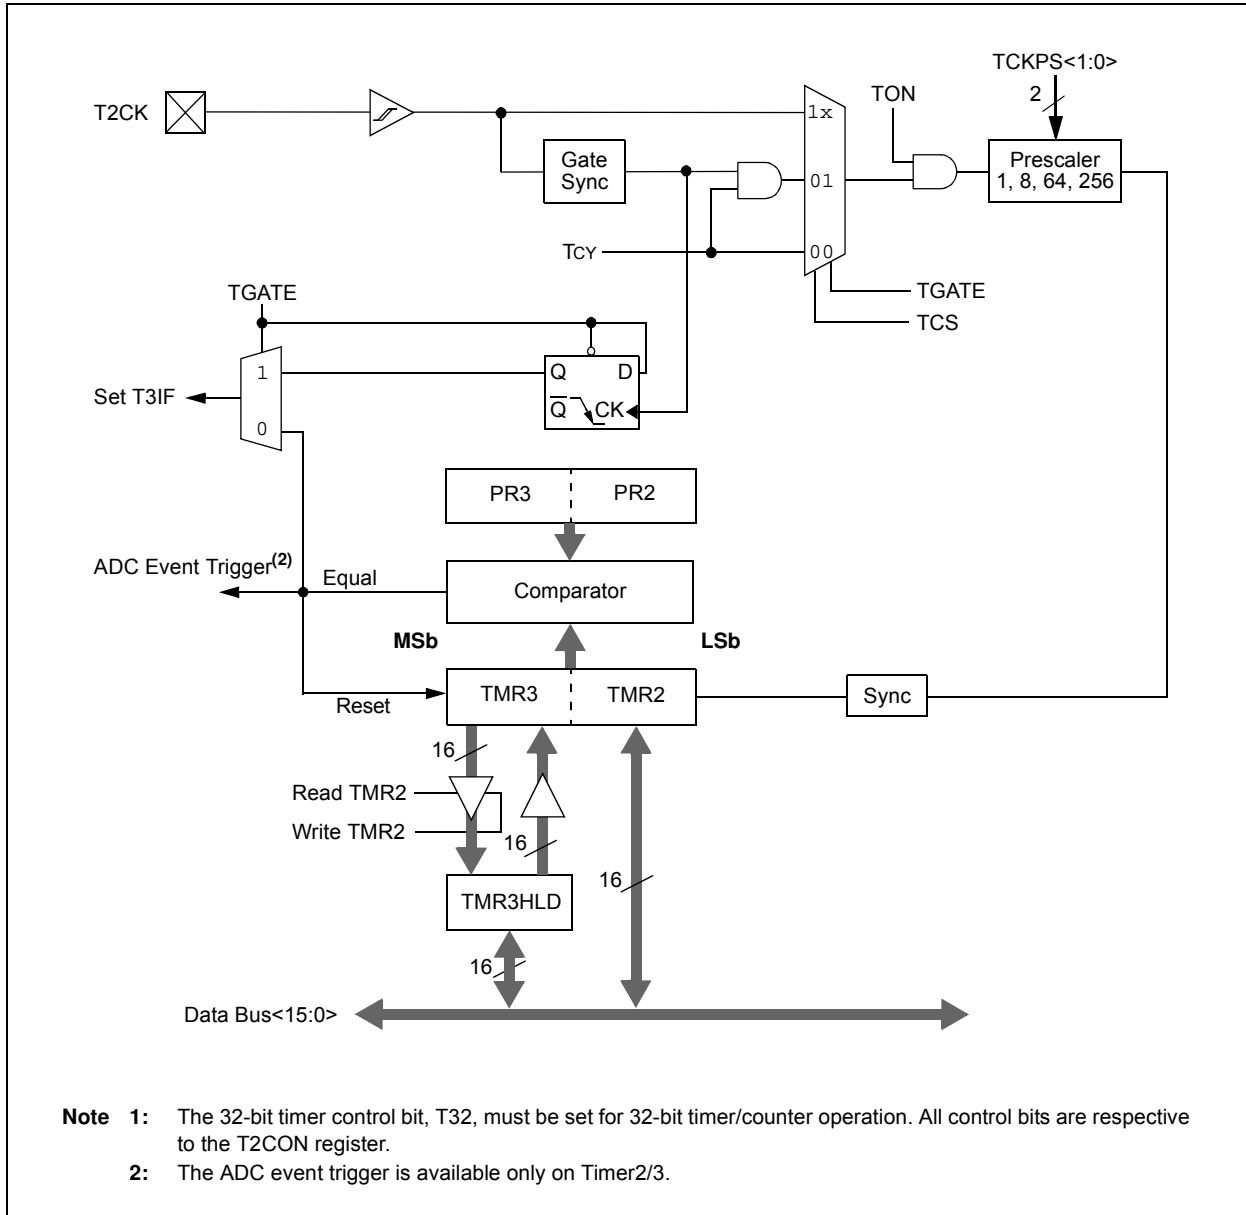 TCKPS<1:0>
2
TON
T2CK
1x
Gate
Sync
Prescaler
1, 8, 64, 256
01
TCY
00
TGATE
TGATE
TCS
1
Q
D
Set T3IF
Q
CK
0
PR3
PR2
ADC Event Trigger(2)
Equal
Comparator
MSb
LSb
TMR3
TMR2
Sync
Reset
16
Read TMR2
Write TMR2
16
16
TMR3HLD
16
Data Bus<15:0>
Note 1: The 32-bit timer control bit, T32, must be set for 32-bit timer/counter operation. All control bits are respective
to the T2CON register.
2: The ADC event trigger is available only on Timer2/3.